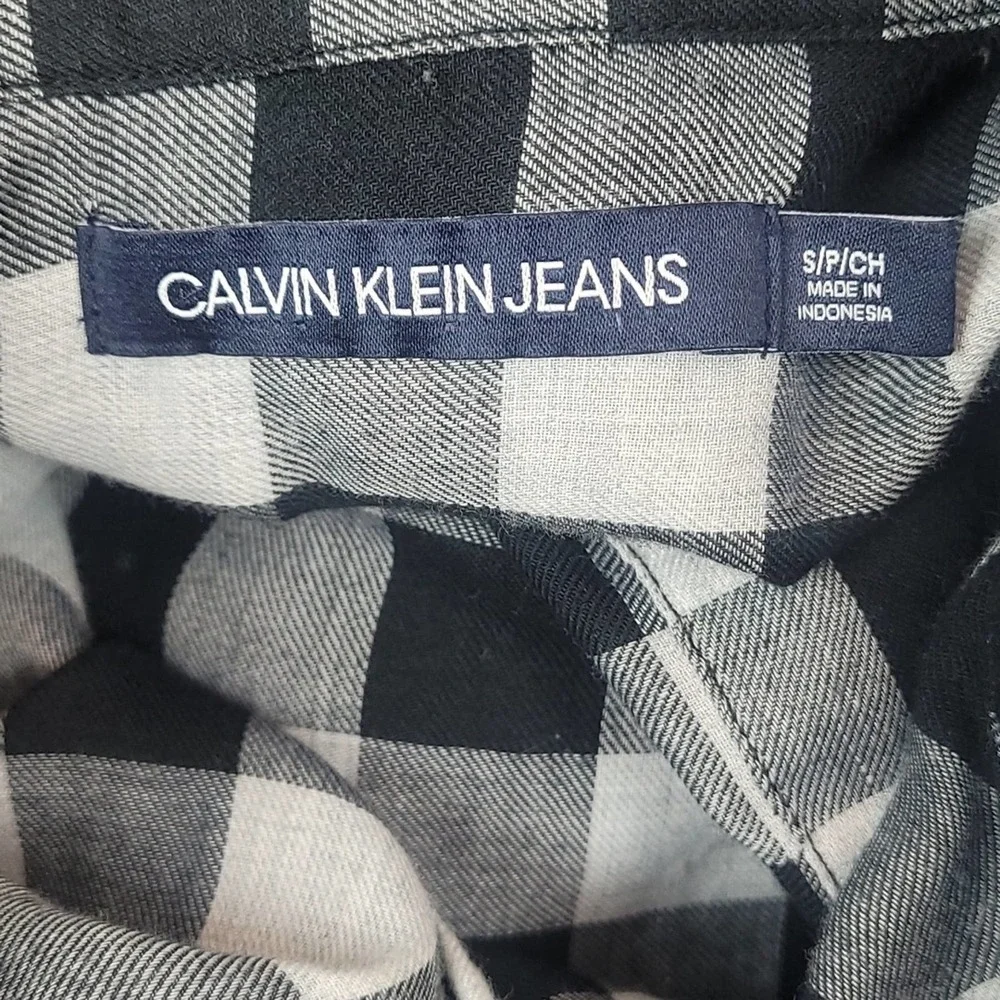 CALVIN KLEIN JEANS
S/P/CH
MADE IN
INDONESIA